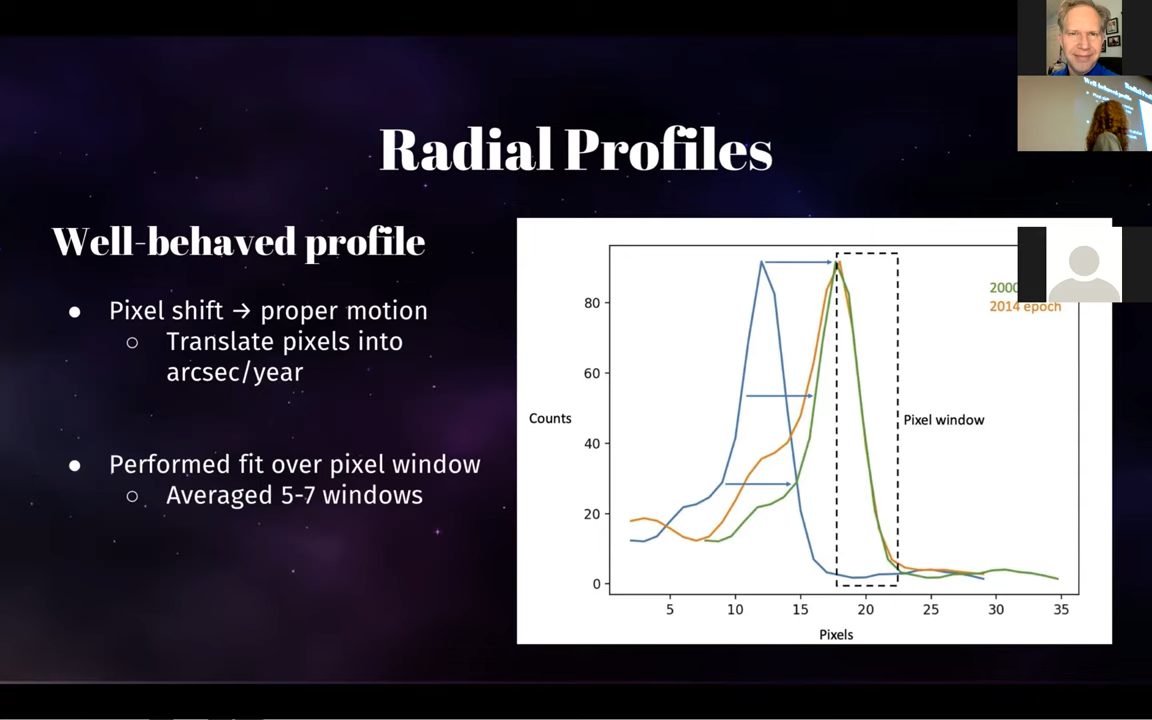 Radial Profiles
Well-behaved profile
● Pixel shift → proper motion
○ Translate pixels into
arcsec/year
● Performed fit over pixel window
○ Averaged 5-7 windows
2000
2014 epoch
80
60
Counts
Pixel window
40
20
0
5 10 15 20 25 30 35
Pixels